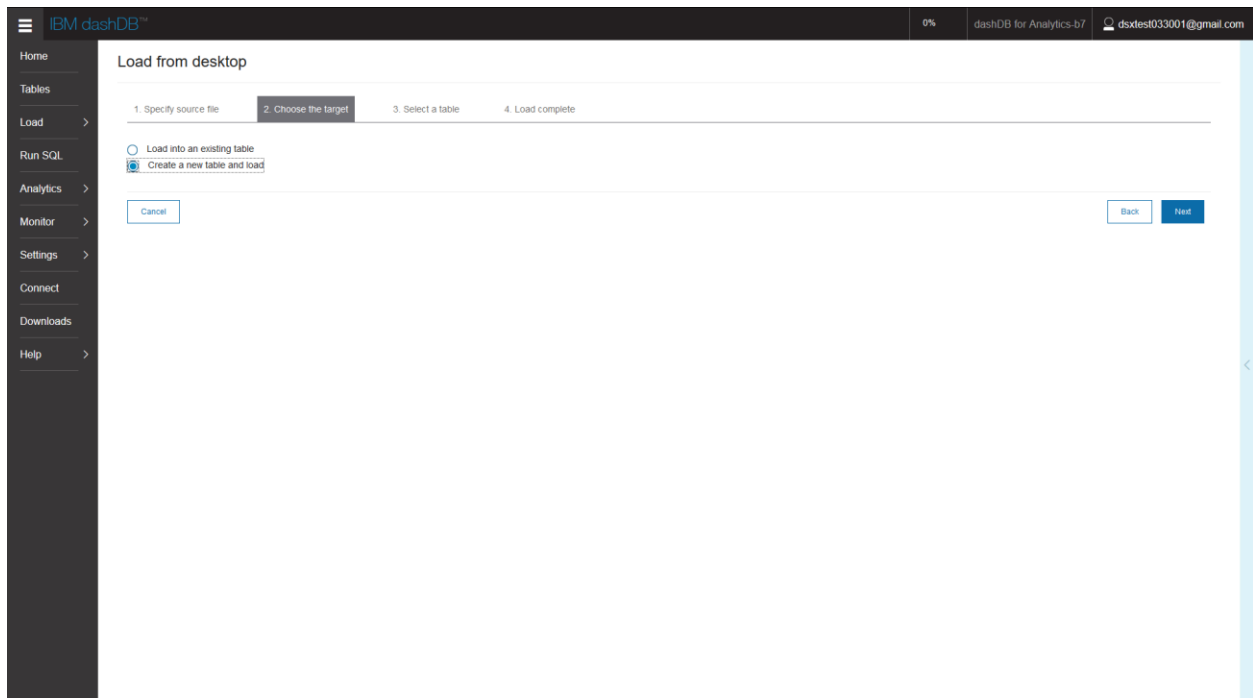 IBM dashDB™
0%
dashDB for Analytics-b7
dsxtest033001@gmail.com
Home
Tables
Load
Run SQL
Analytics
Monitor
Settings
Connect
Downloads
Help
Load from desktop
1. Specify source file 2. Choose the target 3. Select a table 4. Load complete
Load into an existing table
Create a new table and load
Cancel Back Next